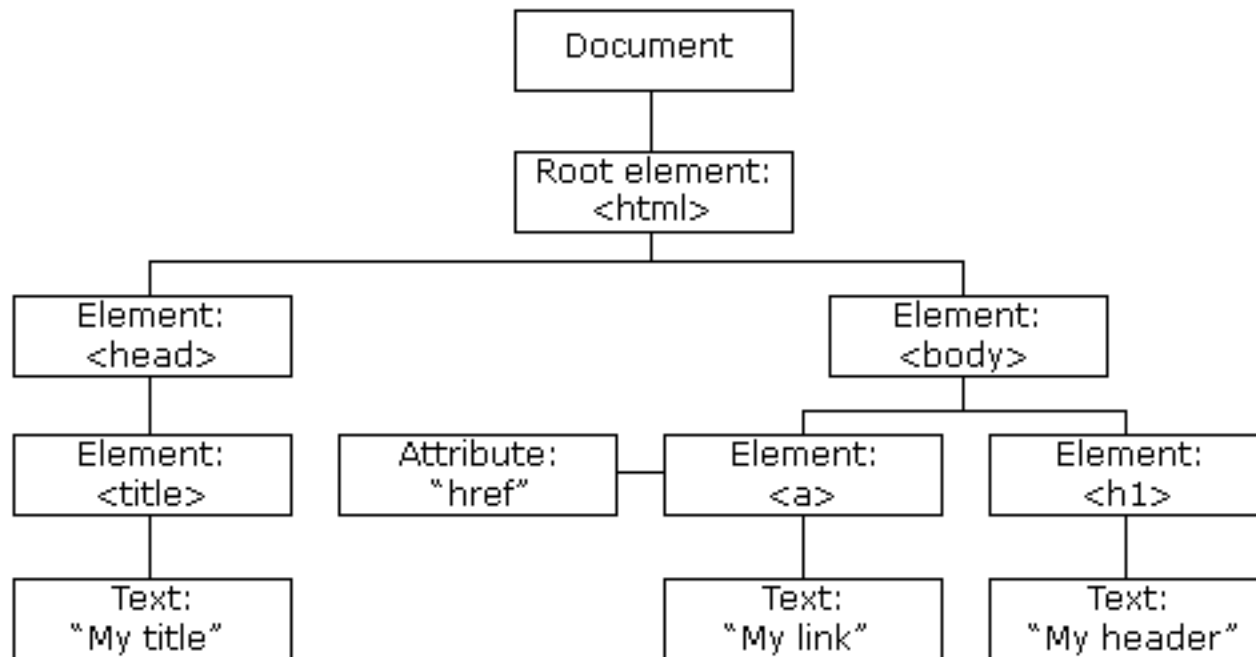 Document
Root element:
<html>
Element:
<head>
Element:
<body>
Element:
<title>
Attribute:
“href”
Element:
<a>
Element:
<h1>
Text:
“My title”
Text:
“My link”
Text:
“My header”